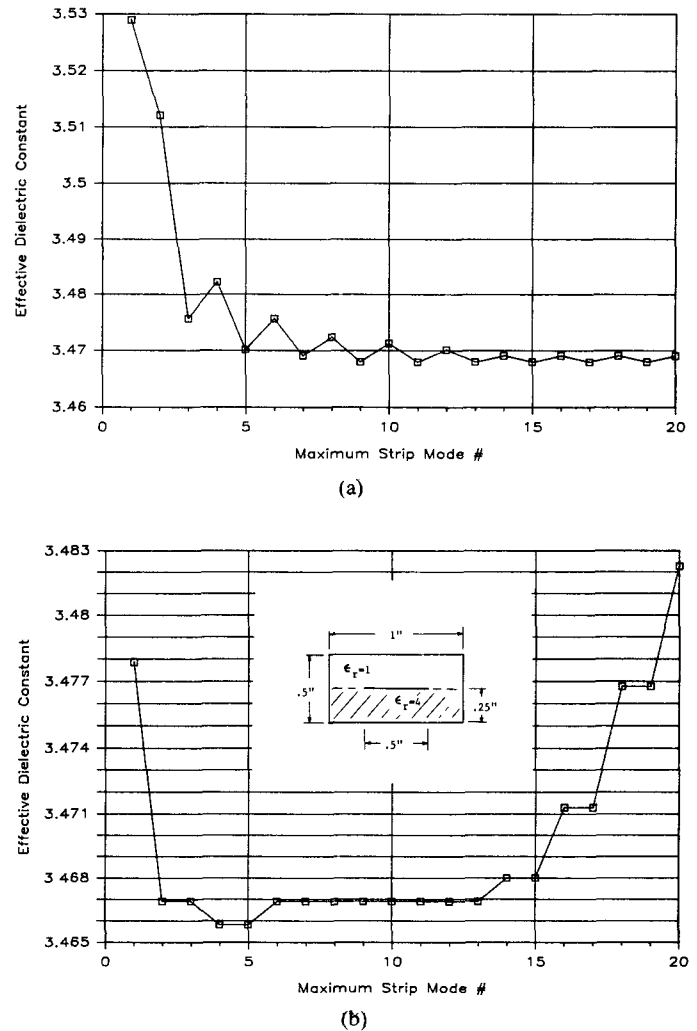 3.53
3.52
3.51
3.5
3.49
3.48
3.47
3.46
Effective Dielectric Constant
0 5 10 15 20
Maximum Strip Mode #
(a)
3.483
3.48
3.477
3.474
3.471
3.468
3.465
Effective Dielectric Constant
1"
ϵr=1
.5"
ϵr=4
.25"
.5"
0 5 10 15 20
Maximum Strip Mode #
(b)